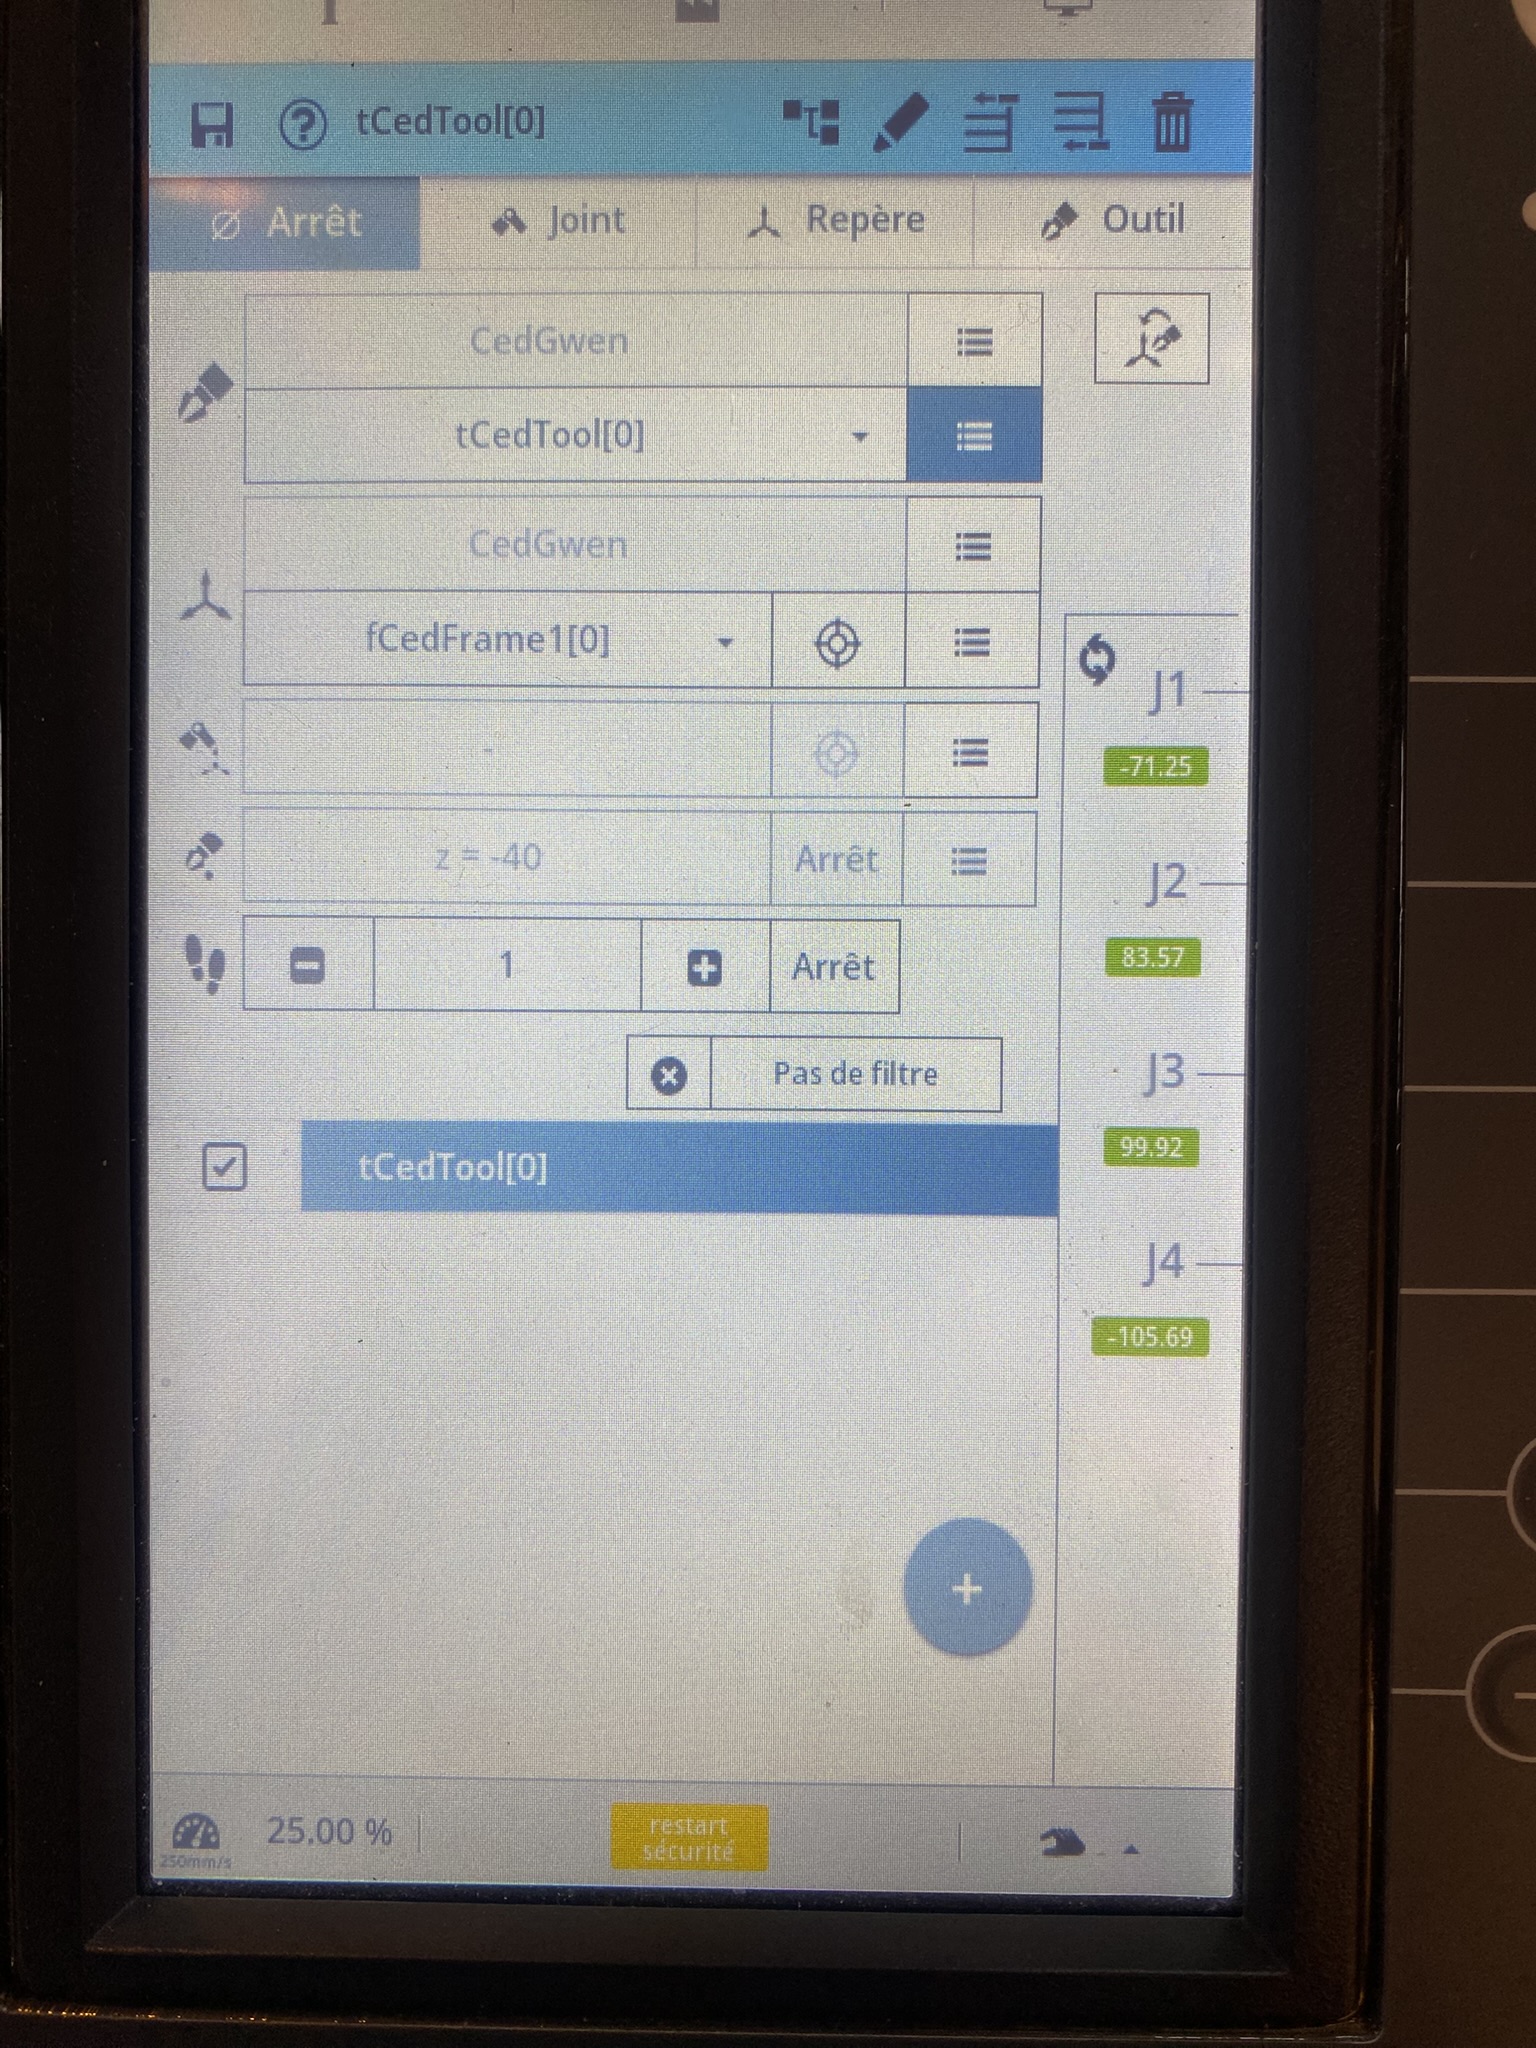 tCedTool[0]
Arrêt
Joint
Repère
Outil
CedGwen
tCedTool[0]
CedGwen
fCedFrame1[0]
J1
-
-71.25
z = -40
Arrêt
J2
1
Arrêt
83.57
Pas de filtre
J3
99.92
tCedTool[0]
J4
-105.69
+
25.00 %
250mm/s
restart
sécurité